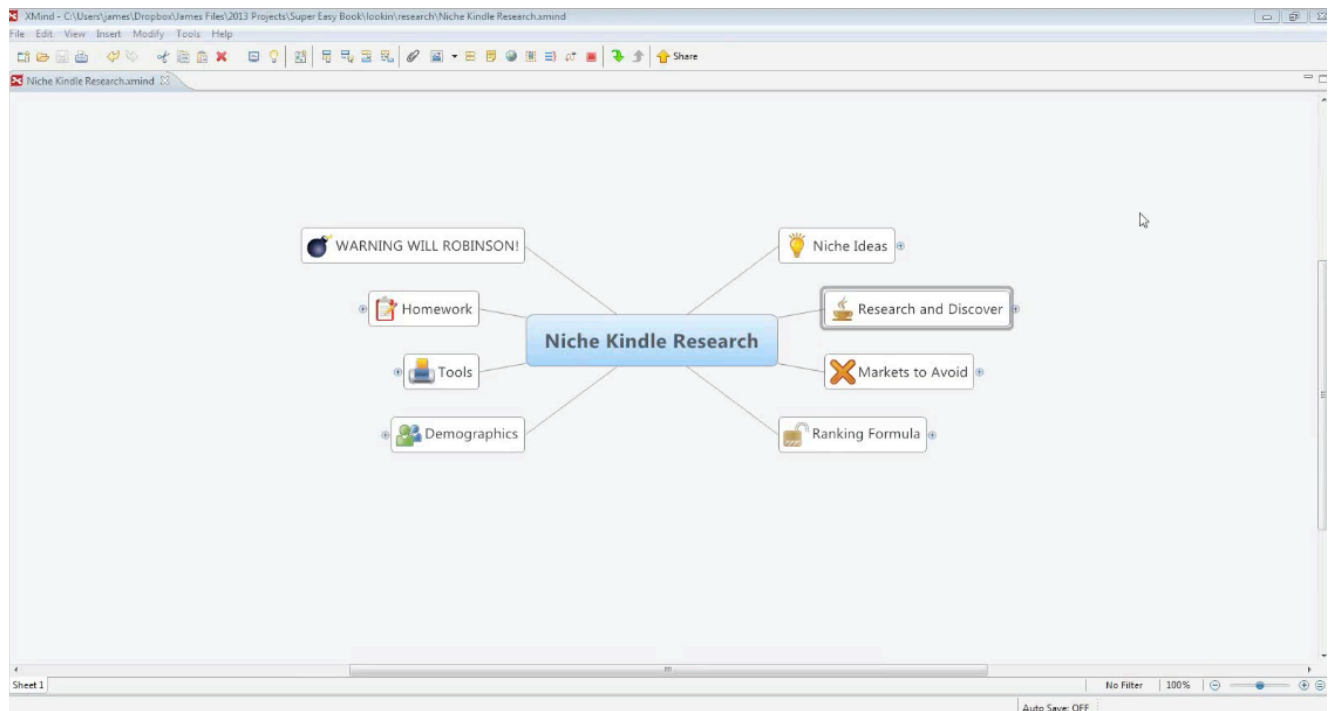 XMind - C:\Users\james\Dropbox\James Files\2013 Projects\Super Easy Book\lookin\research\Niche Kindle Research.xmind
File Edit View Insert Modify Tools Help
Share
Niche Kindle Research.xmind
WARNING WILL ROBINSON!
Niche Ideas
Homework
Research and Discover
Niche Kindle Research
Tools
Markets to Avoid
Demographics
Ranking Formula
Sheet 1
No Filter 100%
Auto Save: OFF